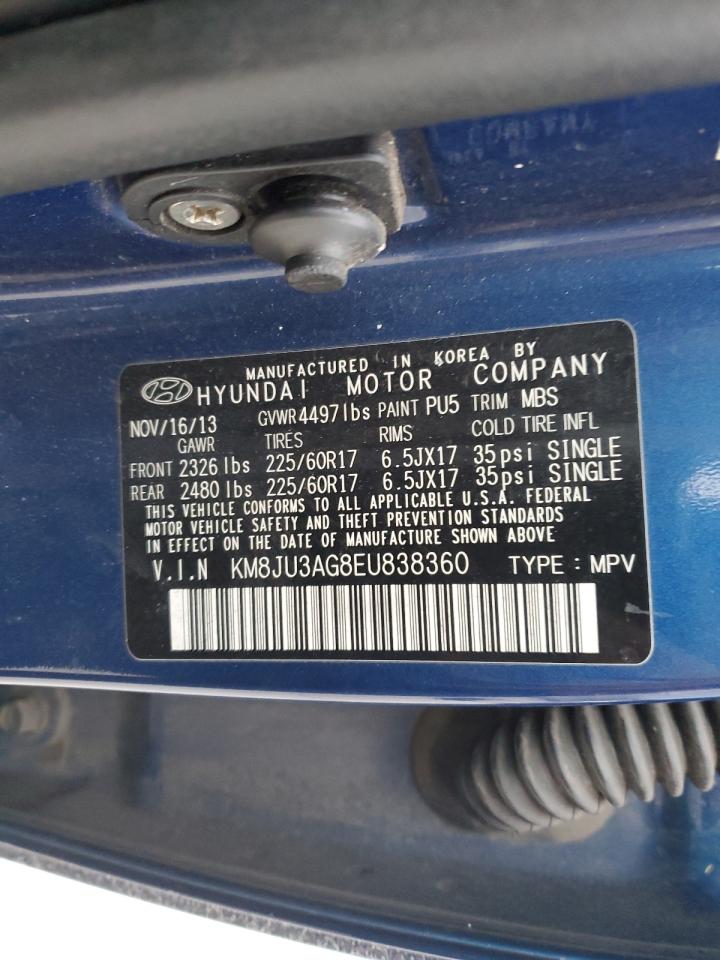 MANUFACTURED IN KOREA BY
HYUNDAI MOTOR COMPANY
NOV/16/13 GVWR 4497lbs PAINT PU5 TRIM MBS
GAWR TIRES RIMS COLD TIRE INFL
FRONT 2326 lbs 225/60R17 6.5JX17 35psi SINGLE
REAR 2480 lbs 225/60R17 6.5JX17 35psi SINGLE
THIS VEHICLE CONFORMS TO ALL APPLICABLE U.S.A. FEDERAL
MOTOR VEHICLE SAFETY AND THEFT PREVENTION STANDARDS
IN EFFECT ON THE DATE OF MANUFACTURE SHOWN ABOVE
V.I.N KM8JU3AG8EU838360 TYPE : MPV